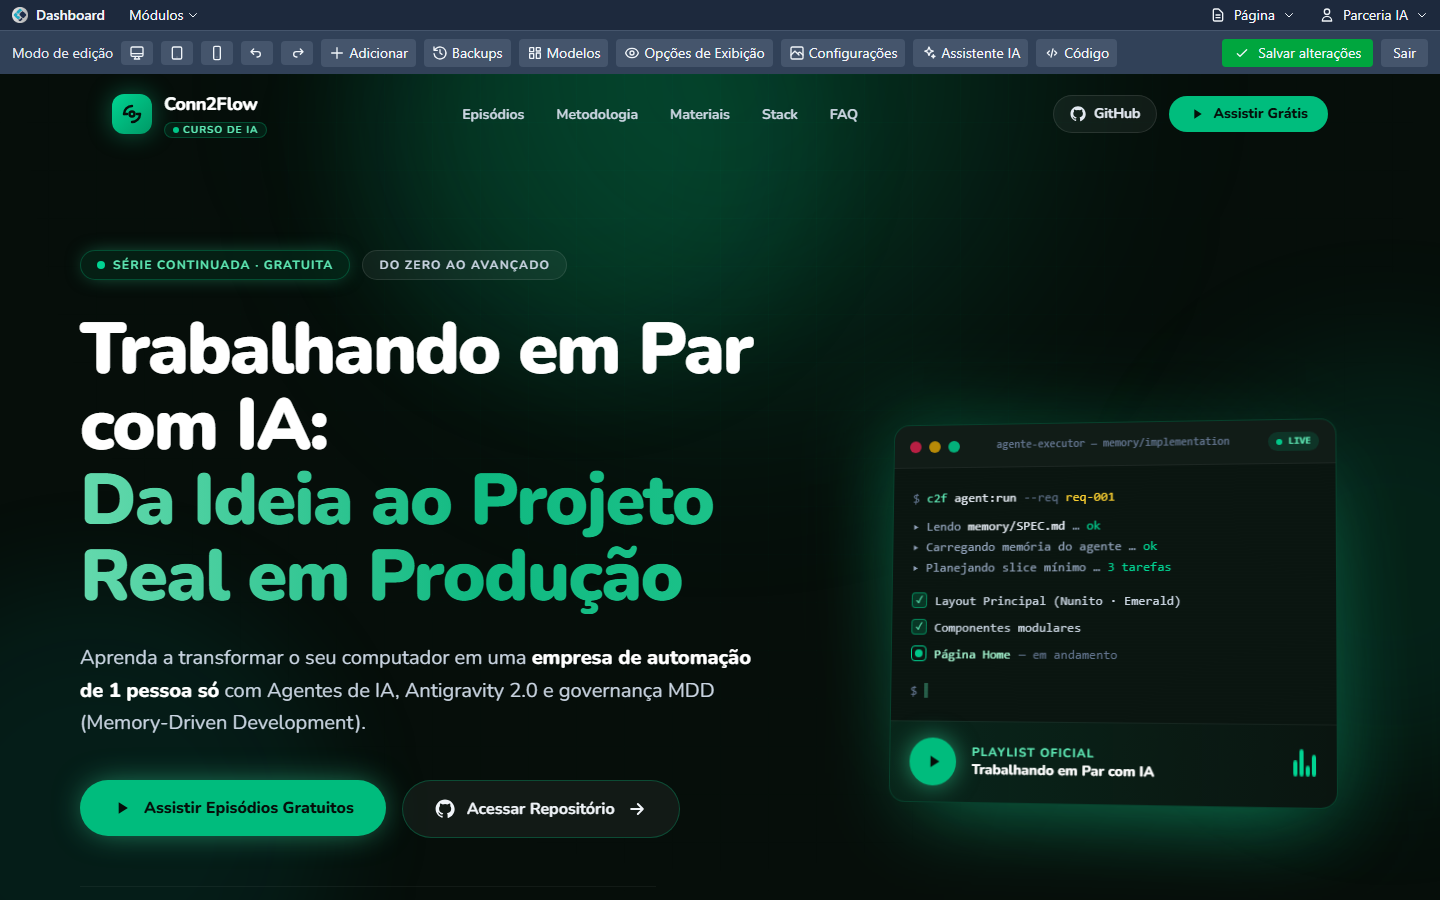 Dashboard Módulos Página Parceria IA
Modo de edição Adicionar Backups Modelos Opções de Exibição Configurações Assistente IA Código Salvar alterações Sair
Conn2Flow
CURSO DE IA
Episódios Metodologia Materiais Stack FAQ
GitHub
Assistir Grátis
SÉRIE CONTINUADA · GRATUITA
DO ZERO AO AVANÇADO
Trabalhando em Par
com IA:
Da Ideia ao Projeto
Real em Produção
Aprenda a transformar o seu computador em uma empresa de automação
de 1 pessoa só com Agentes de IA, Antigravity 2.0 e governança MDD
(Memory-Driven Development).
Assistir Episódios Gratuitos
Acessar Repositório →
agente-executor — memory/implementation
LIVE
$ c2f agent:run --req req-001
▸ Lendo memory/SPEC.md … ok
▸ Carregando memória do agente … ok
▸ Planejando slice mínimo … 3 tarefas
✓ Layout Principal (Nunito · Emerald)
✓ Componentes modulares
Página Home — em andamento
$
PLAYLIST OFICIAL
Trabalhando em Par com IA